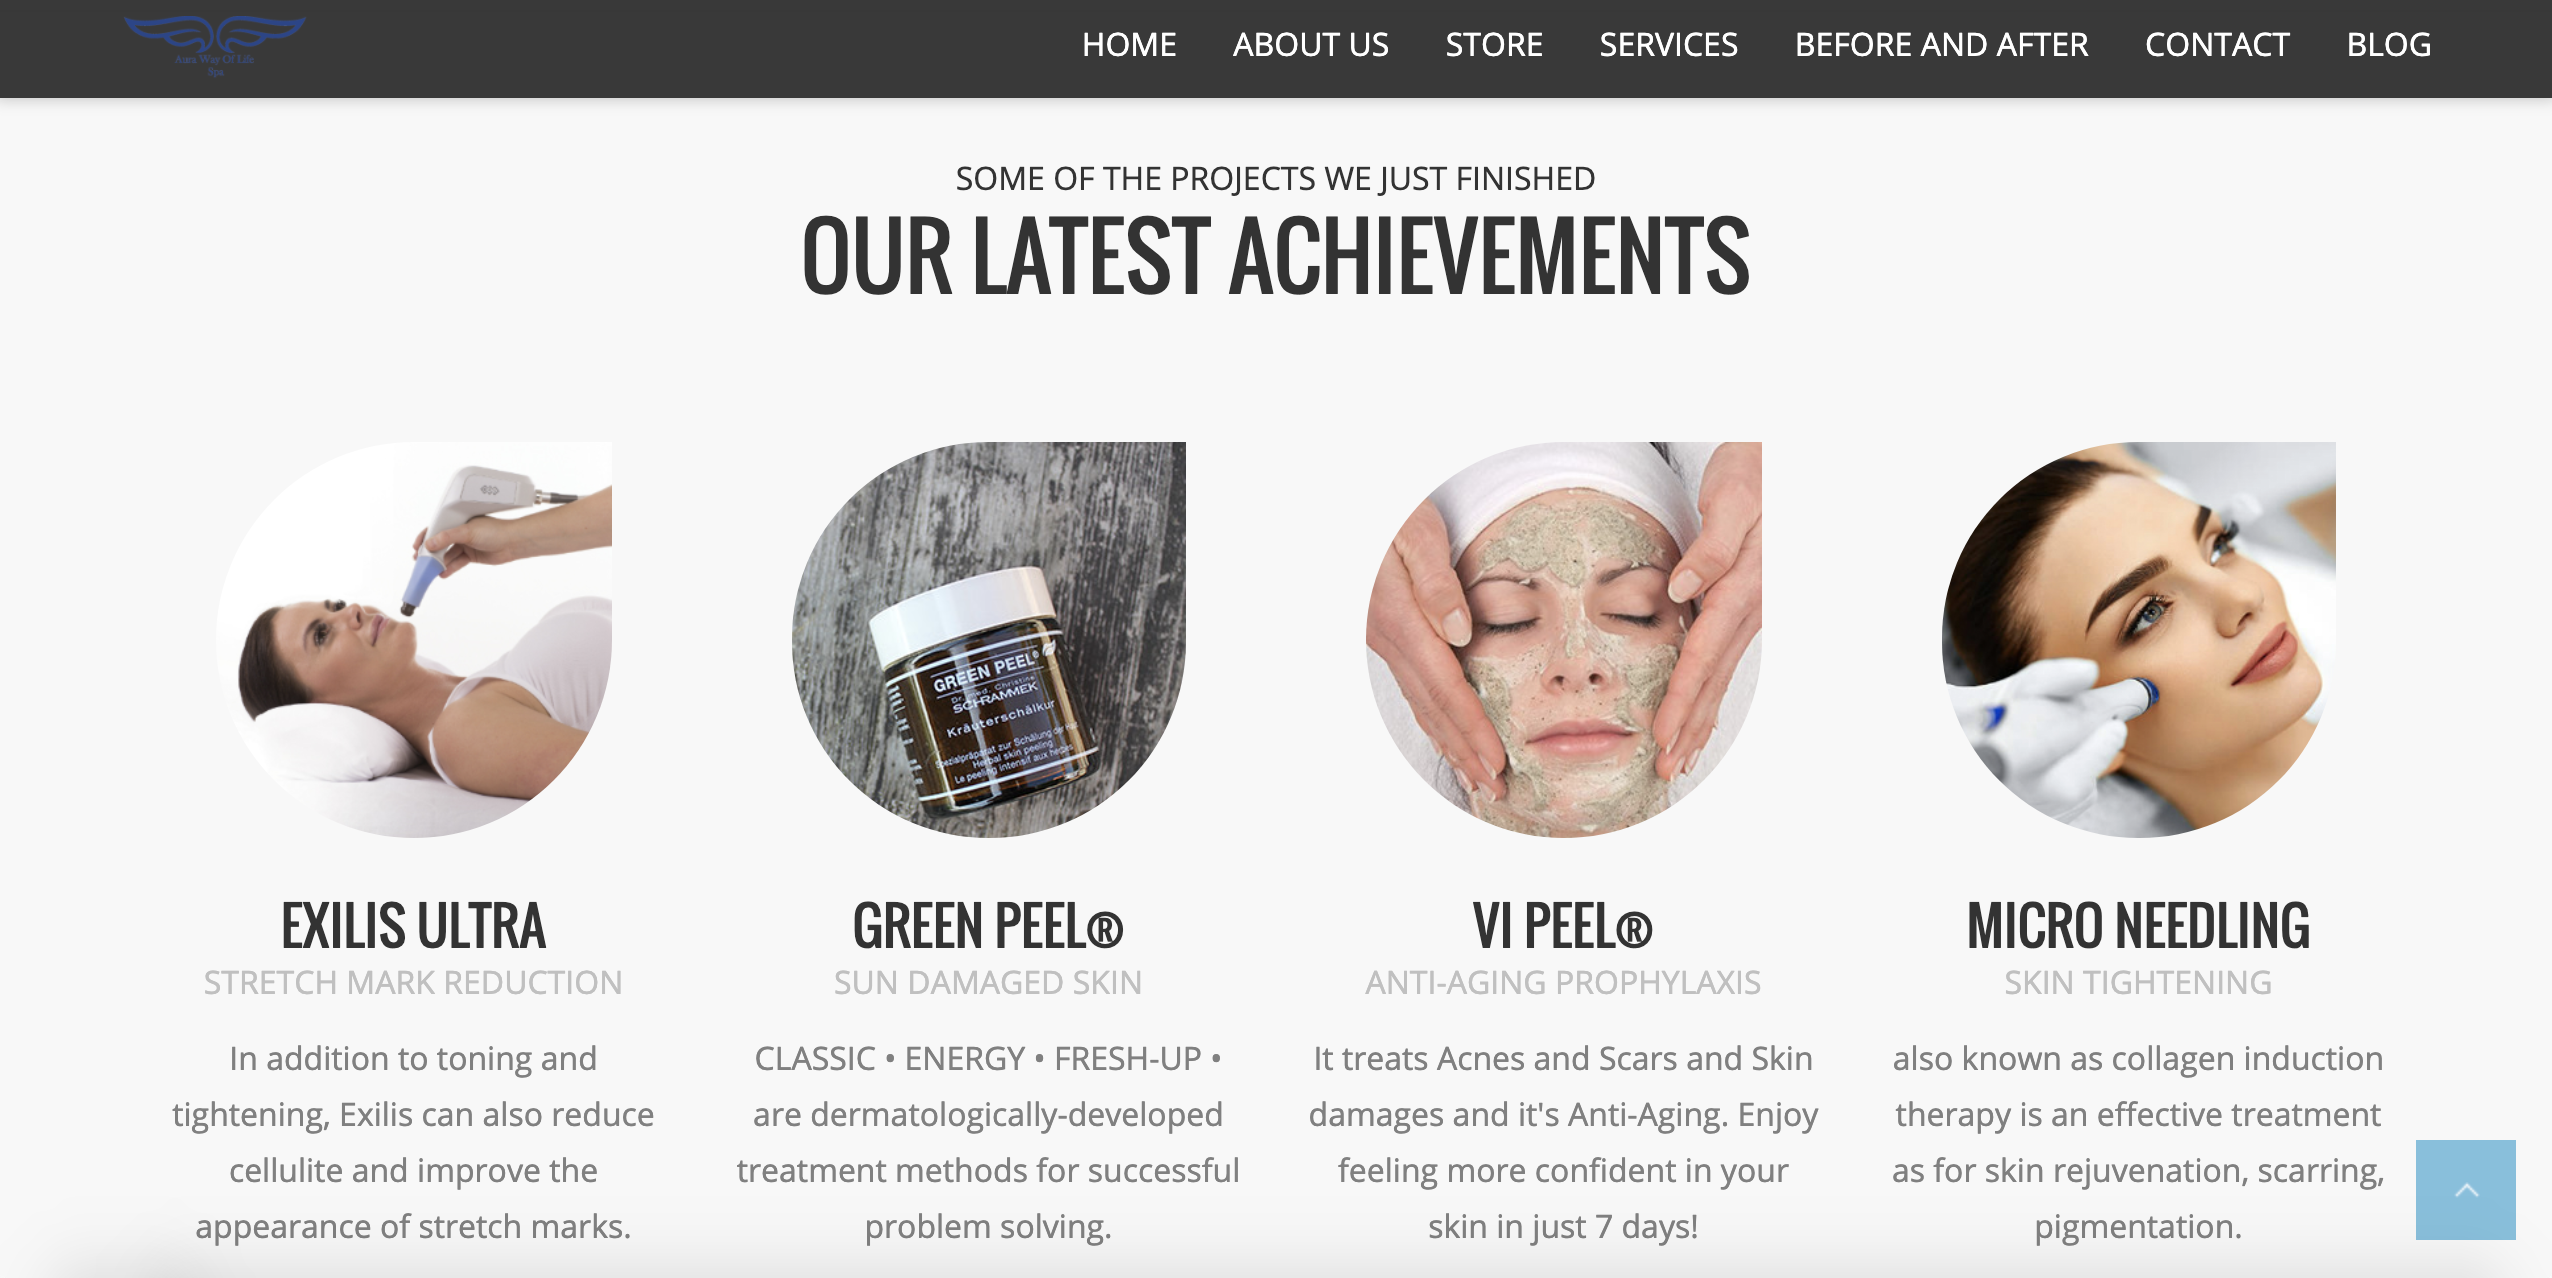 Aura Way Of Life
Spa
HOME ABOUT US STORE SERVICES BEFORE AND AFTER CONTACT BLOG
SOME OF THE PROJECTS WE JUST FINISHED
OUR LATEST ACHIEVEMENTS
GREEN PEEL®
Dr. med. Christine
SCHRAMMEK
Kräuterschälkur
Spezialpräparat zur Schälung der Haut
Herbal skin peeling
Le peeling intensif aux herbes
EXILIS ULTRA
STRETCH MARK REDUCTION
In addition to toning and
tightening, Exilis can also reduce
cellulite and improve the
appearance of stretch marks.
GREEN PEEL®
SUN DAMAGED SKIN
CLASSIC • ENERGY • FRESH-UP •
are dermatologically-developed
treatment methods for successful
problem solving.
VI PEEL®
ANTI-AGING PROPHYLAXIS
It treats Acnes and Scars and Skin
damages and it's Anti-Aging. Enjoy
feeling more confident in your
skin in just 7 days!
MICRO NEEDLING
SKIN TIGHTENING
also known as collagen induction
therapy is an effective treatment
as for skin rejuvenation, scarring,
pigmentation.